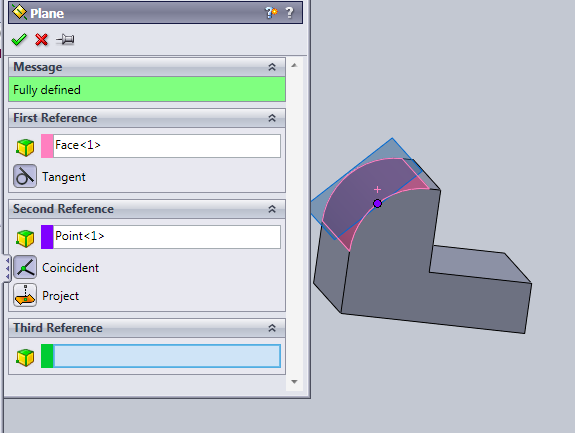 Plane
Message
Fully defined
First Reference
Face<1>
Tangent
Second Reference
Point<1>
Coincident
Project
Third Reference